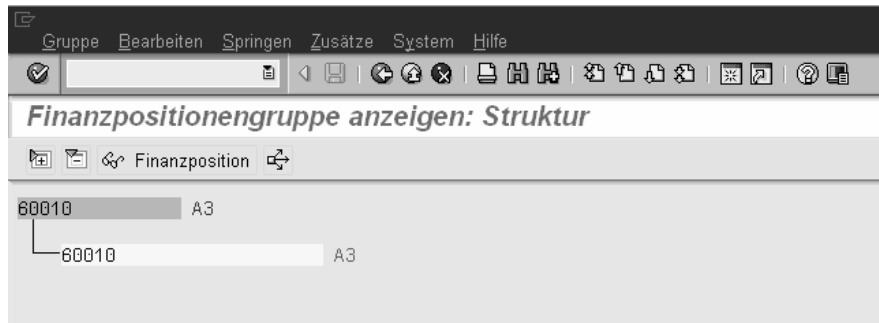 Gruppe Bearbeiten Springen Zusätze System Hilfe
Finanzpositionengruppe anzeigen: Struktur
Finanzposition
60010 A3
60010 A3